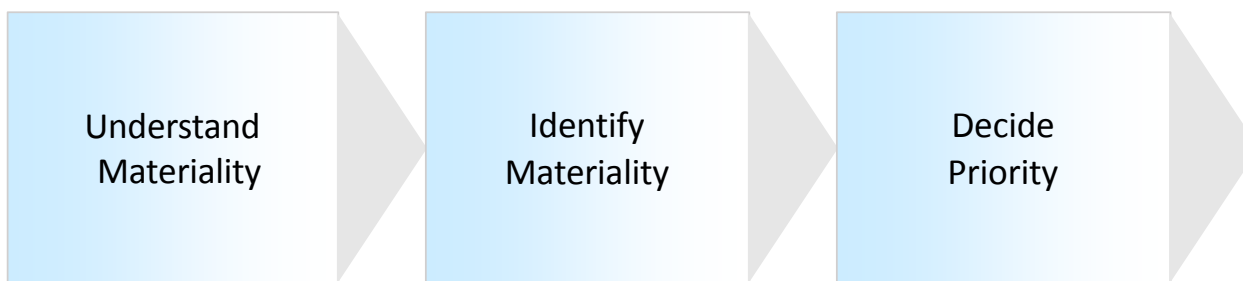 Understand
Materiality
Identify
Materiality
Decide
Priority